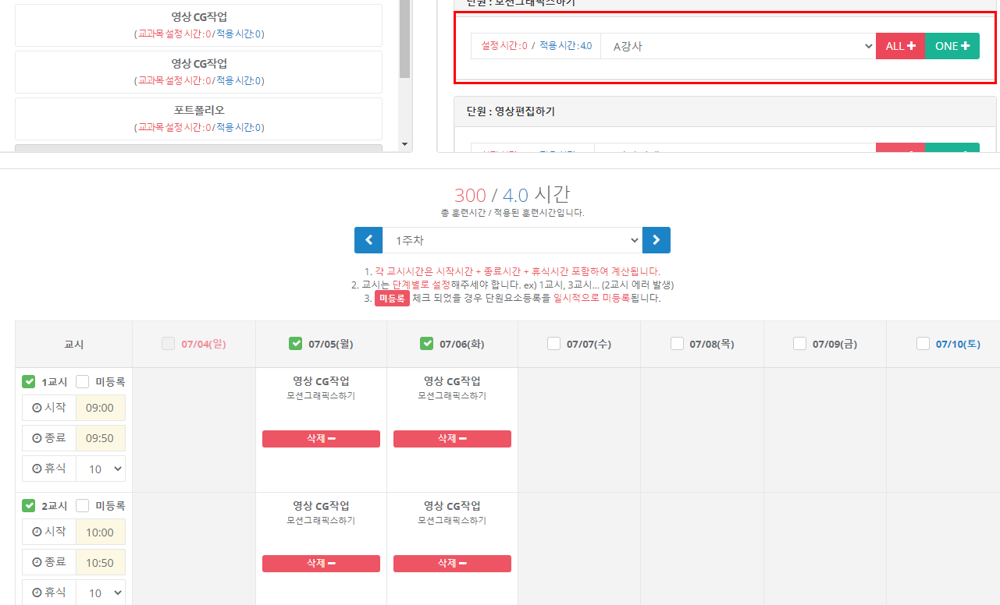 영상 CG작업
(교과목 설정시간 : 0 / 적용시간: 0)
영상 CG작업
(교과목 설정시간 : 0 / 적용시간: 0)
포트폴리오
(교과목 설정시간 : 0 / 적용시간: 0)
단원 : 모션그래픽스하기
설정시간 : 0 / 적용시간 : 4.0 A강사 ALL ONE
단원 : 영상편집하기
300 / 4.0 시간
총 훈련시간 / 적용된 훈련시간입니다.
1주차
1. 각 교시시간은 시작시간 + 종료시간 + 휴식시간 포함하여 계산됩니다.
2. 교시는 단계별로 설정해주세야 합니다. ex) 1교시, 3교시... (2교시 에러 발생)
3. 미등록 체크 되었을 경우 단원요소등록을 일시적으로 미등록됩니다.
교시 07/04(일) 07/05(월) 07/06(화) 07/07(수) 07/08(목) 07/09(금) 07/10(토)
1교시 미등록
시작 09:00
종료 09:50
휴식 10
영상 CG작업
모션그래픽스하기
삭제
영상 CG작업
모션그래픽스하기
삭제
2교시 미등록
시작 10:00
종료 10:50
휴식 10
영상 CG작업
모션그래픽스하기
삭제
영상 CG작업
모션그래픽스하기
삭제